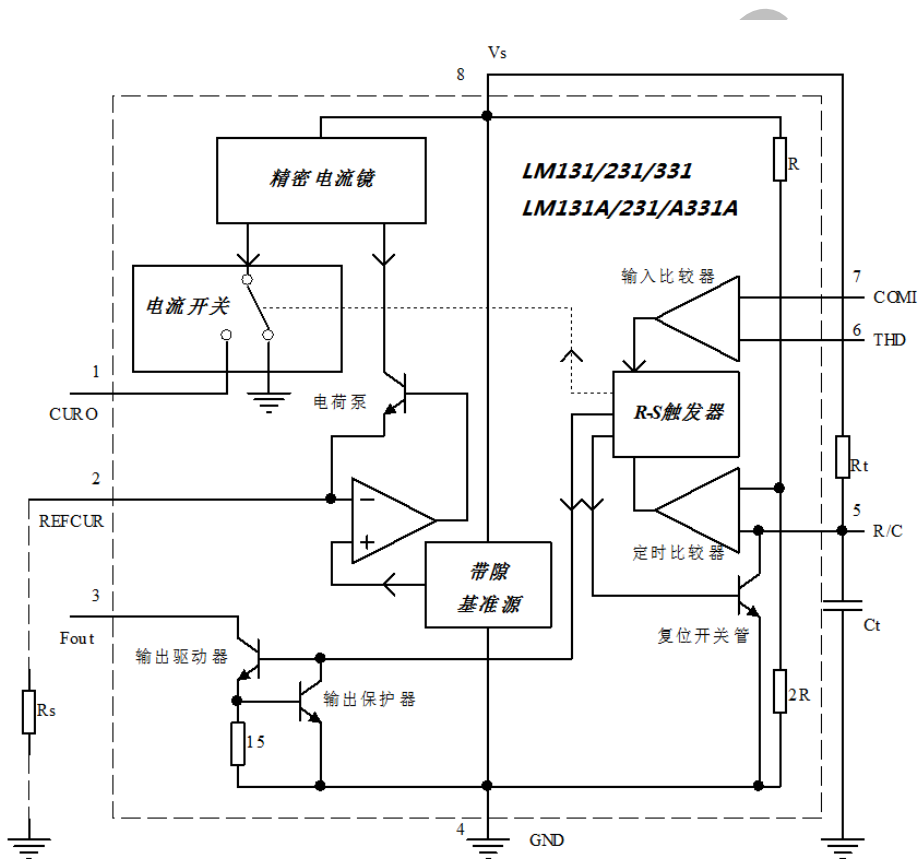 Vs
8
精密电流镜
LM131/231/331
LM131A/231/A331A
R
电流开关
输入比较器
7
COMI
6
THD
1
CURO
电荷泵
R-S触发器
Rt
2
REFCUR
5
R/C
定时比较器
带隙
基准源
3
Fout
Ct
复位开关管
输出驱动器
输出保护器
2R
Rs
15
4
GND